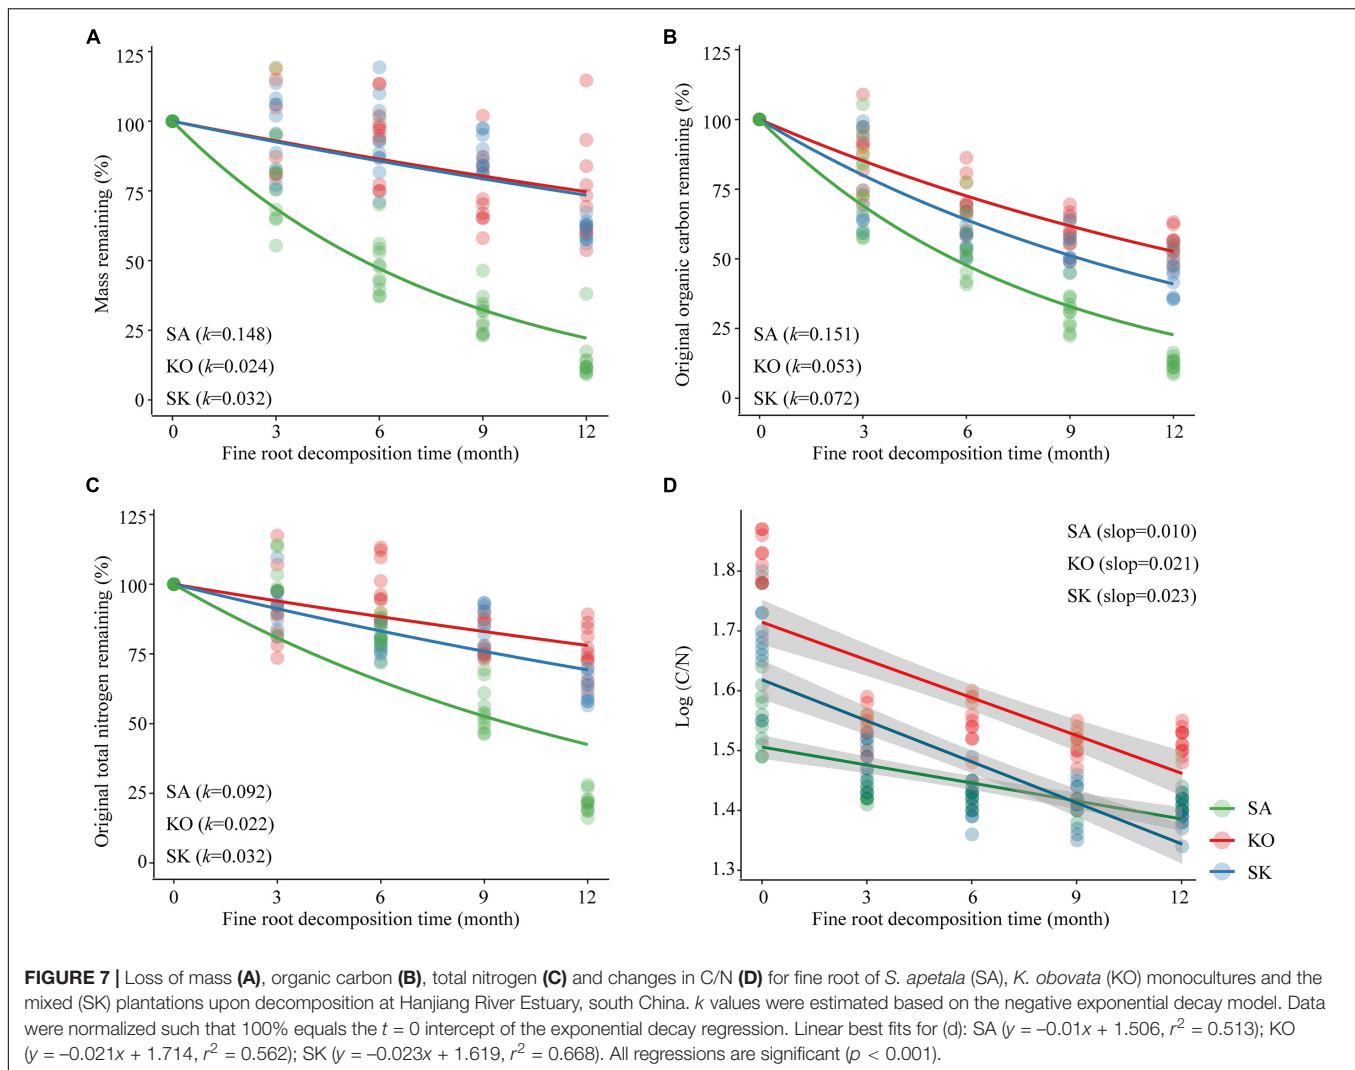 A
125
100
75
50
25
0
Mass remaining (%)
SA (k=0.148)
KO (k=0.024)
SK (k=0.032)
0 3 6 9 12
Fine root decomposition time (month)
B
125
100
75
50
25
0
Original organic carbon remaining (%)
SA (k=0.151)
KO (k=0.053)
SK (k=0.072)
0 3 6 9 12
Fine root decomposition time (month)
C
125
100
75
50
25
0
Original total nitrogen remaining (%)
SA (k=0.092)
KO (k=0.022)
SK (k=0.032)
0 3 6 9 12
Fine root decomposition time (month)
D
SA (slop=0.010)
KO (slop=0.021)
SK (slop=0.023)
1.8
1.7
1.6
1.5
1.4
1.3
Log (C/N)
0 3 6 9 12
Fine root decomposition time (month)
SA
KO
SK
FIGURE 7 | Loss of mass (A), organic carbon (B), total nitrogen (C) and changes in C/N (D) for fine root of S. apetala (SA), K. obovata (KO) monocultures and the
mixed (SK) plantations upon decomposition at Hanjiang River Estuary, south China. k values were estimated based on the negative exponential decay model. Data
were normalized such that 100% equals the t = 0 intercept of the exponential decay regression. Linear best fits for (d): SA (y = –0.01x + 1.506, r² = 0.513); KO
(y = –0.021x + 1.714, r² = 0.562); SK (y = –0.023x + 1.619, r² = 0.668). All regressions are significant (p < 0.001).